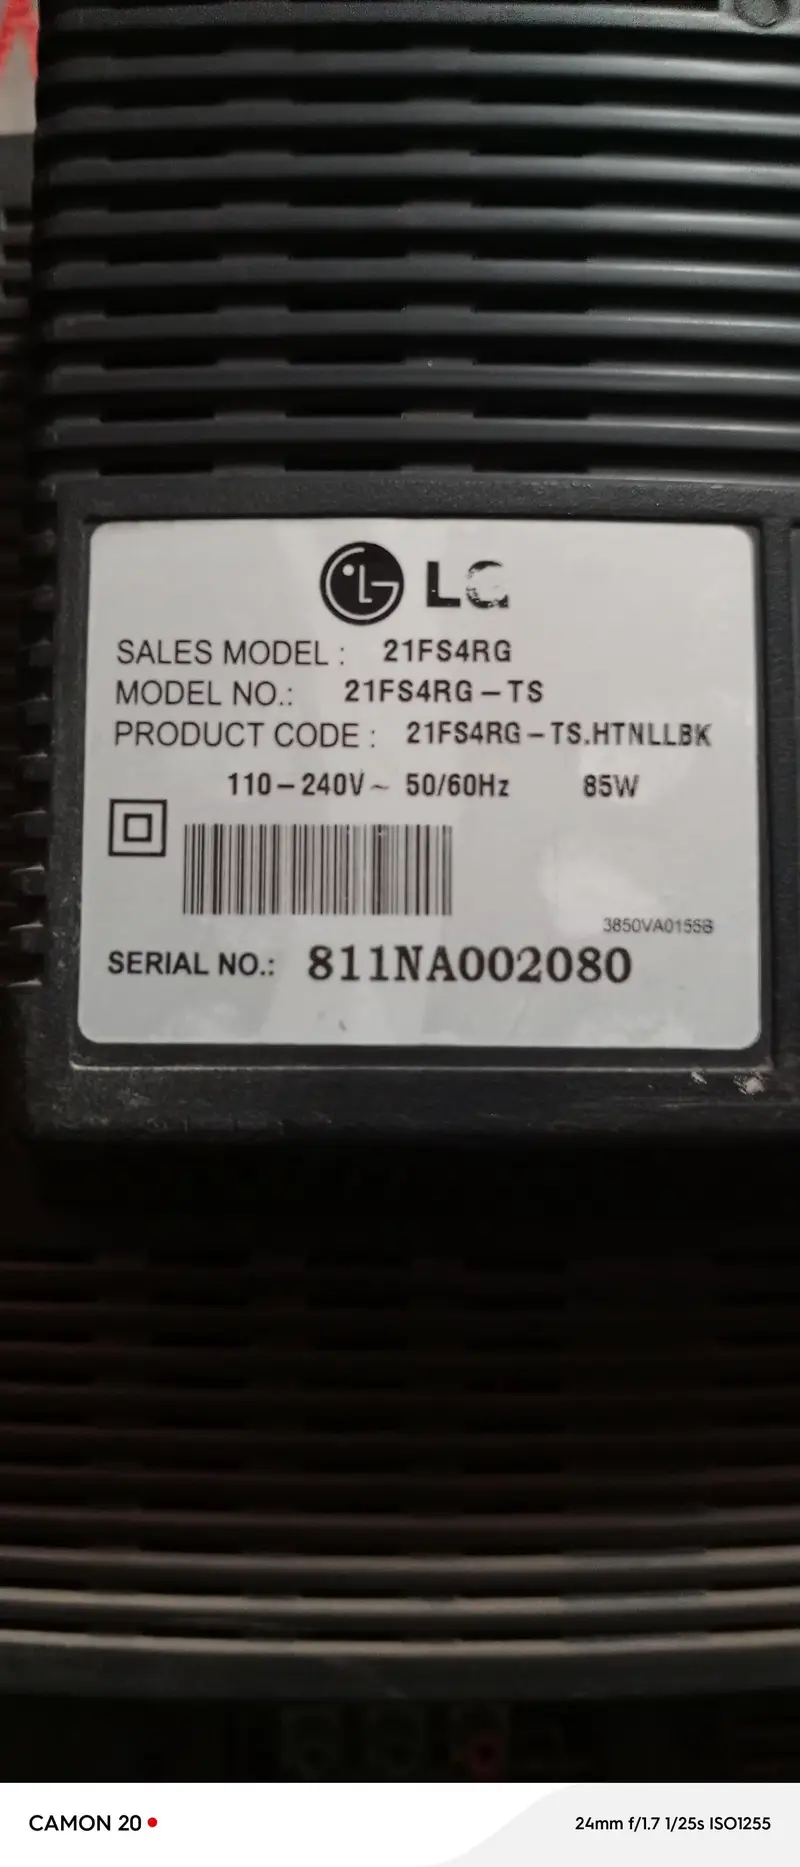 LG
SALES MODEL : 21FS4RG
MODEL NO.: 21FS4RG-TS
PRODUCT CODE : 21FS4RG-TS.HTNLLBK
110-240V~ 50/60Hz 85W
3850VA0155B
SERIAL NO.: 811NA002080
CAMON 20
24mm f/1.7 1/25s ISO1255